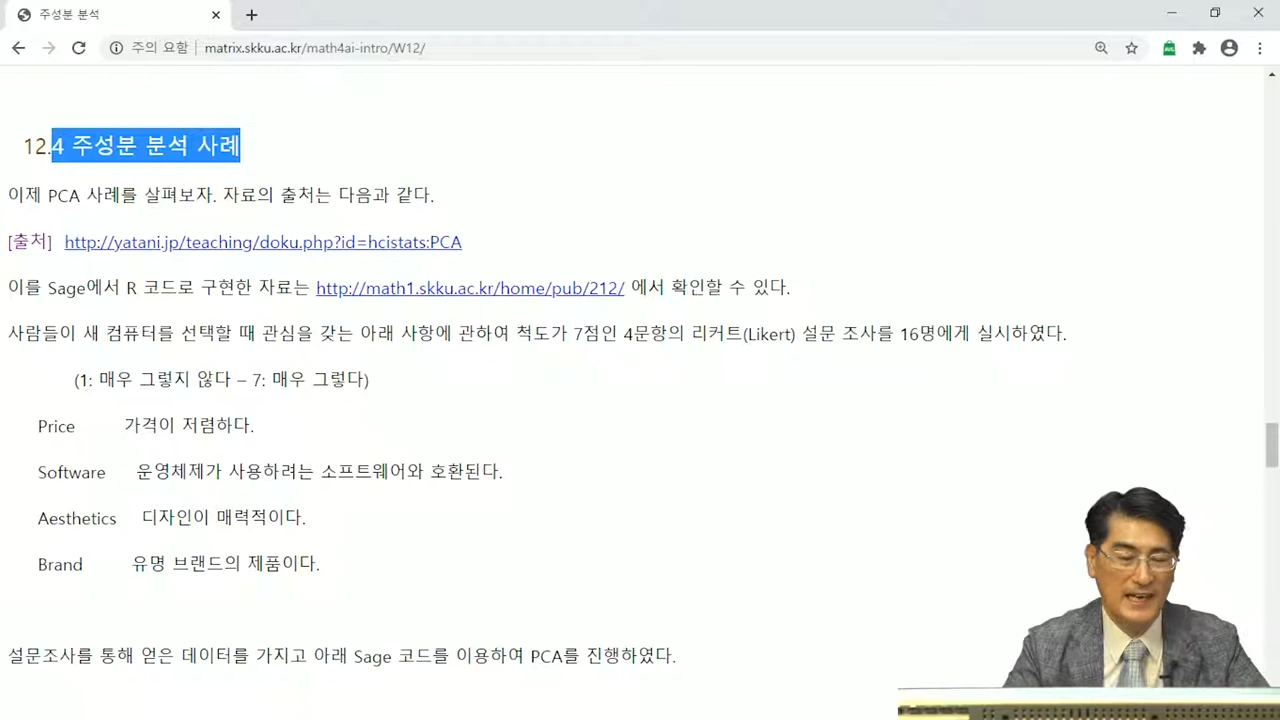 주성분 분석
주의 요함
matrix.skku.ac.kr/math4ai-intro/W12/
12.4 주성분 분석 사례
이제 PCA 사례를 살펴보자. 자료의 출처는 다음과 같다.
[출처] http://yatani.jp/teaching/doku.php?id=hcistats:PCA
이를 Sage에서 R 코드로 구현한 자료는 http://math1.skku.ac.kr/home/pub/212/ 에서 확인할 수 있다.
사람들이 새 컴퓨터를 선택할 때 관심을 갖는 아래 사항에 관하여 척도가 7점인 4문항의 리커트(Likert) 설문 조사를 16명에게 실시하였다.
(1: 매우 그렇지 않다 – 7: 매우 그렇다)
Price 가격이 저렴하다.
Software 운영체제가 사용하려는 소프트웨어와 호환된다.
Aesthetics 디자인이 매력적이다.
Brand 유명 브랜드의 제품이다.
설문조사를 통해 얻은 데이터를 가지고 아래 Sage 코드를 이용하여 PCA를 진행하였다.